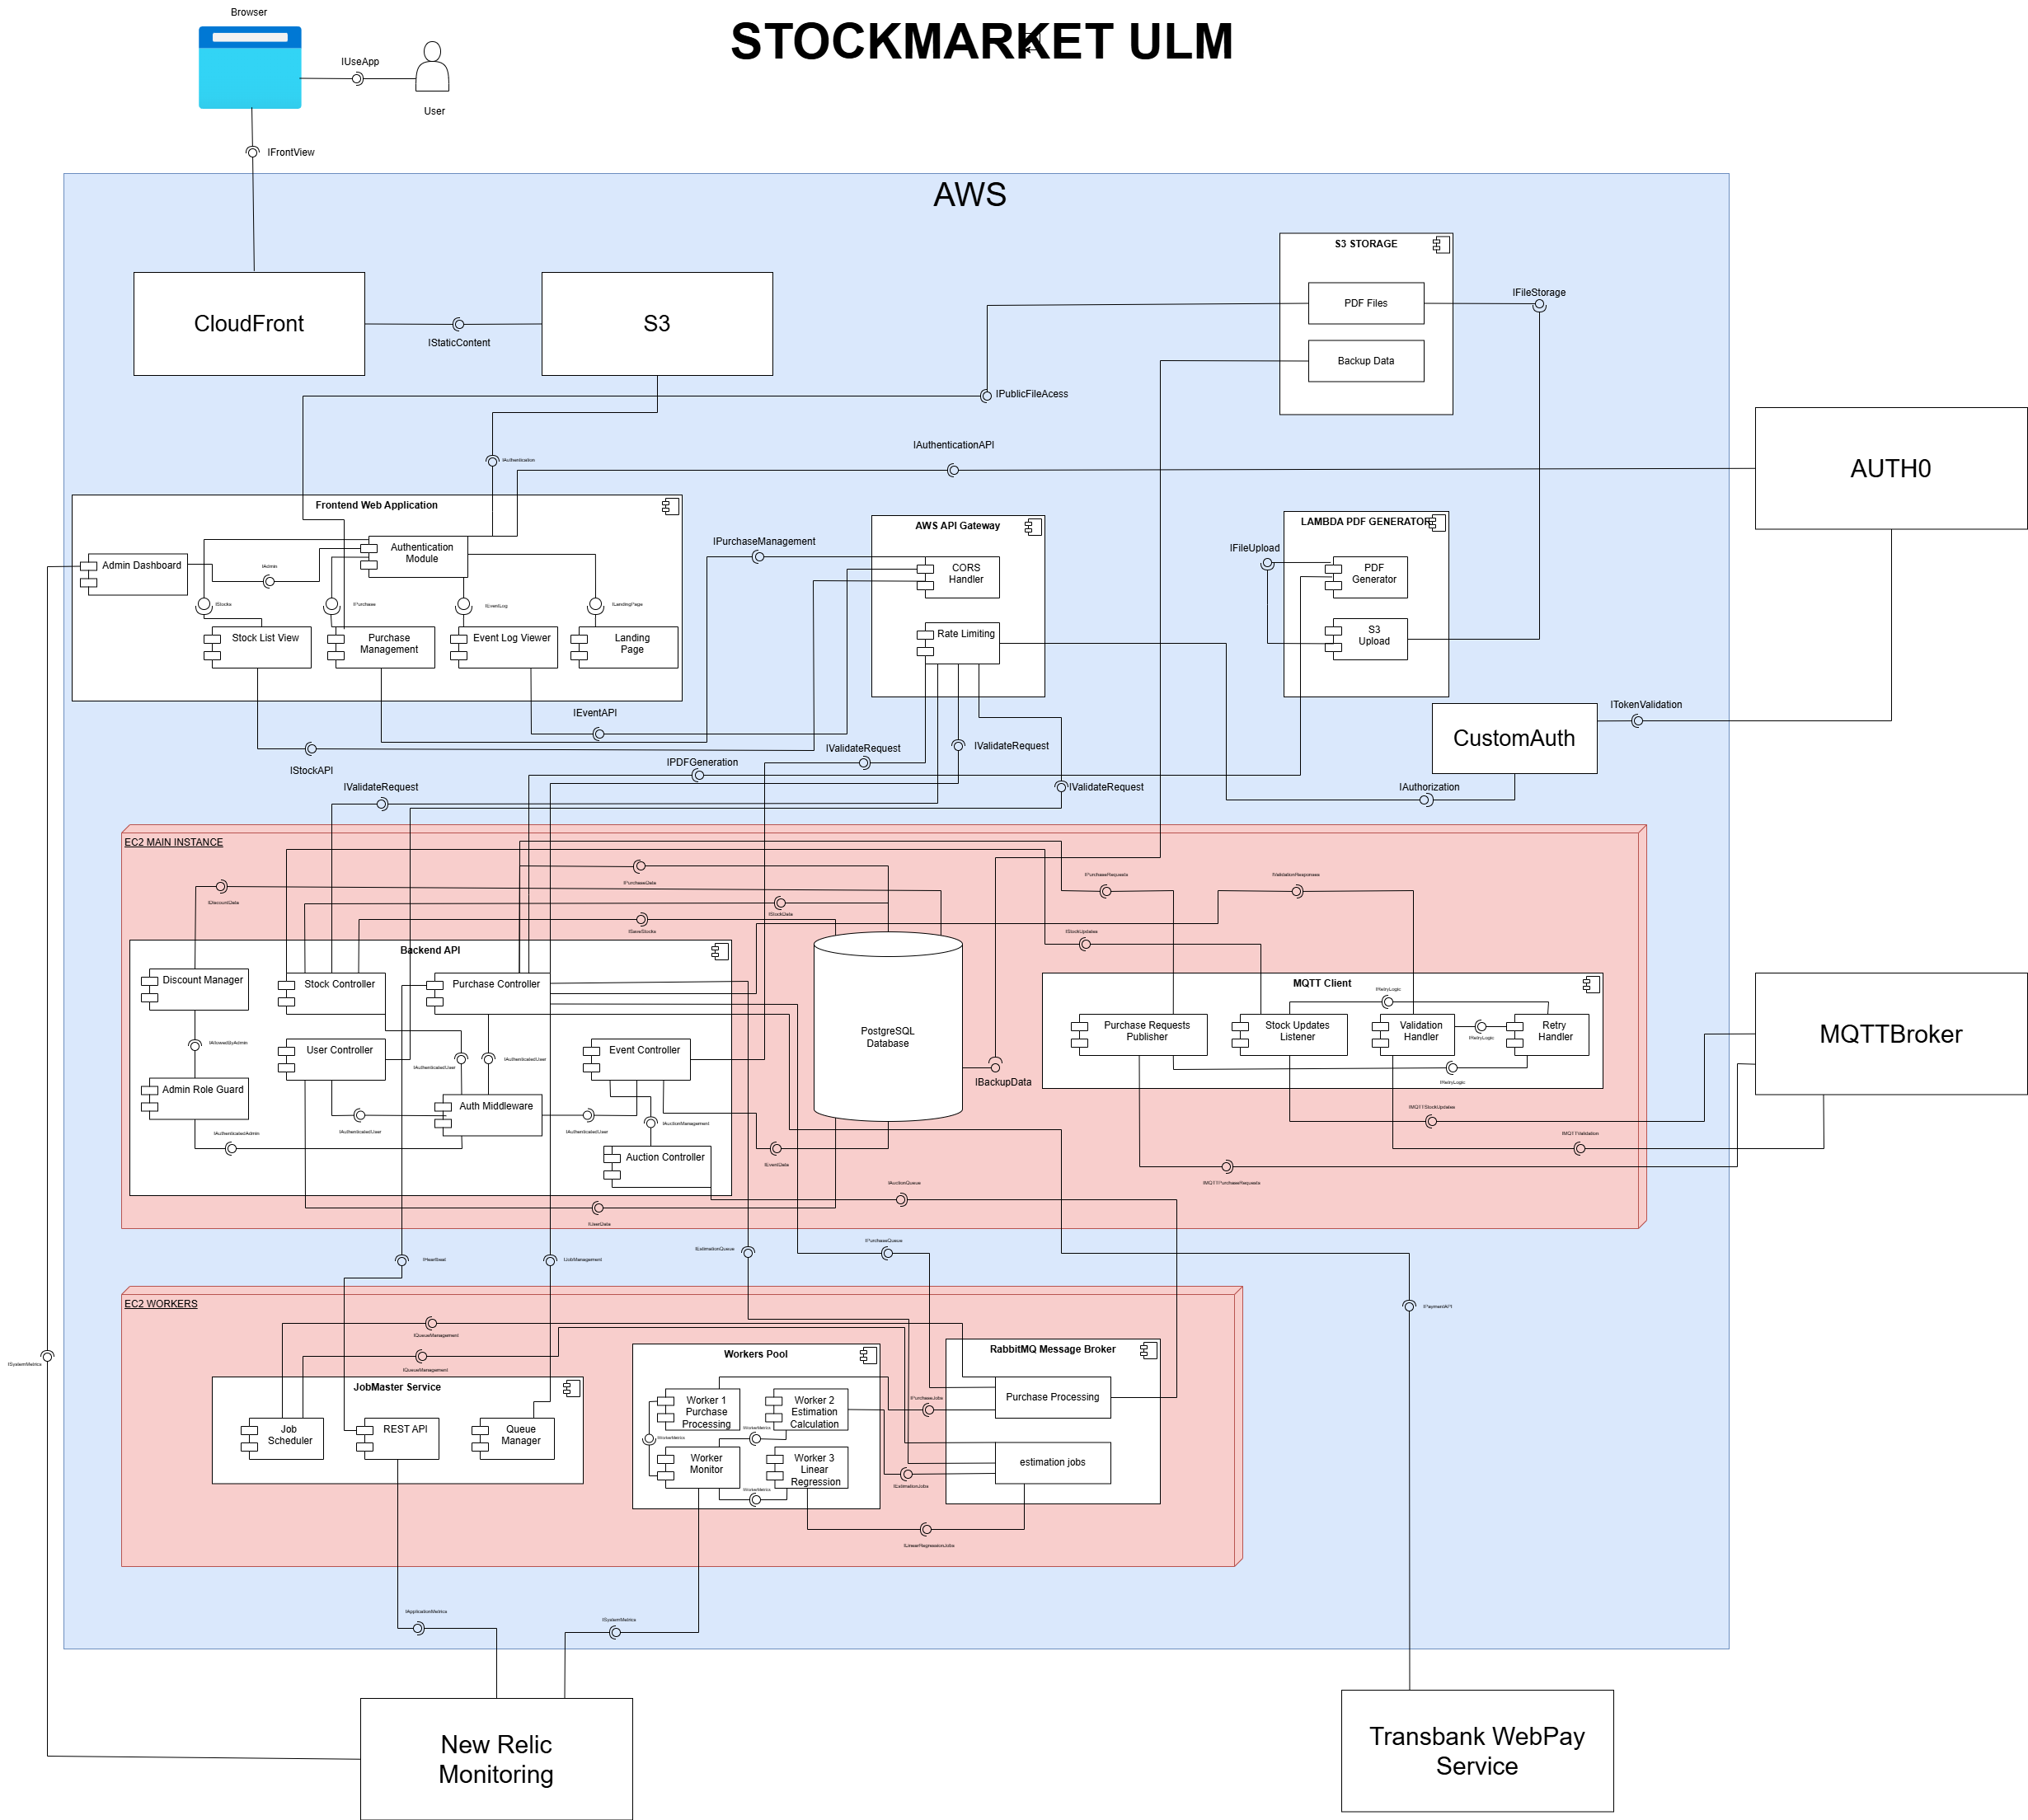 Browser
STOCKMARKET ULM
IUseApp
User
IFrontView
AWS
S3 STORAGE
PDF Files
IFileStorage
CloudFront
S3
IStaticContent
Backup Data
IPublicFileAcess
IAuthenticationAPI
IAuthentication
AUTH0
Frontend Web Application
AWS API Gateway
LAMBDA PDF GENERATOR
IPurchaseManagement
IFileUpload
Authentication
Module
Admin Dashboard
IAdmin
CORS
Handler
PDF
Generator
IStocks
IPurchase
IEventLog
ILandingPage
Stock List View
Purchase
Management
Event Log Viewer
Landing
Page
Rate Limiting
S3
Upload
IEventAPI
ITokenValidation
CustomAuth
IValidateRequest
IValidateRequest
IStockAPI
IPDFGeneration
IValidateRequest
IValidateRequest
IAuthorization
EC2 MAIN INSTANCE
IPurchaseData
IPurchaseRequests
IValidationResponse
IDiscountData
IStockData
ISaveStocks
IStockUpdates
Backend API
Discount Manager
Stock Controller
Purchase Controller
MQTT Client
IRetryLogic
PostgreSQL
Database
Purchase Requests
Publisher
Stock Updates
Listener
Validation
Handler
Retry
Handler
IRetryLogic
MQTTBroker
IAllowedByAdmin
User Controller
IAuthenticatedUser
IAuthenticatedUser
Event Controller
IRetryLogic
IBackupData
Admin Role Guard
Auth Middleware
IMQTTStockUpdates
IAuthenticatedUser
IAuthenticatedUser
IAuctionManagement
IAuthenticatedAdmin
IMQTTValidation
Auction Controller
IEventData
IAuctionQueue
IMQTTPurchaseRequests
IUserData
IHeartbeat
IJobManagement
IEstimationQueue
IPurchaseQueue
EC2 WORKERS
IPaymentAPI
IQueueManagement
IQueueManagement
ISystemMetrics
JobMaster Service
Workers Pool
RabbitMQ Message Broker
Job
Scheduler
REST API
Queue
Manager
Worker 1
Purchase
Processing
Worker 2
Estimation
Calculation
IPurchaseJobs
Purchase Processing
IWorkerMetrics
IWorkerMetrics
Worker
Monitor
Worker 3
Linear
Regression
IWorkerMetrics
estimation jobs
IEstimationJobs
ILinearRegressionJobs
IApplicationMetrics
ISystemMetrics
New Relic
Monitoring
Transbank WebPay
Service